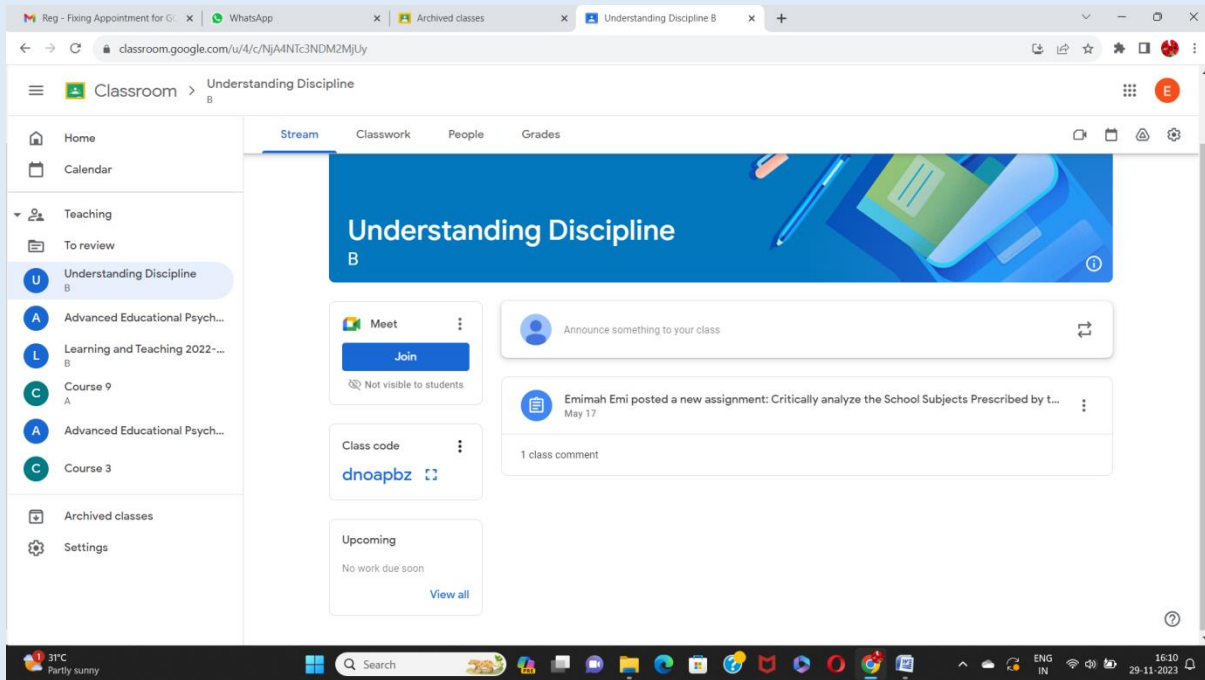 Reg - Fixing Appointment for G
WhatsApp
Archived classes
Understanding Discipline B
classroom.google.com/u/4/c/NjA4NTc3NDM2MjUy
Classroom > Understanding Discipline
B
E
Home
Calendar
Teaching
To review
U
Understanding Discipline
B
A
Advanced Educational Psych...
L
Learning and Teaching 2022-...
B
C
Course 9
A
A
Advanced Educational Psych...
C
Course 3
Archived classes
Settings
Stream Classwork People Grades
Understanding Discipline
B
Meet
Join
Not visible to students
Class code
dnoapbz
Upcoming
No work due soon
View all
Announce something to your class
Emimah Emi posted a new assignment: Critically analyze the School Subjects Prescribed by t...
May 17
1 class comment
1
31°C
Partly sunny
Search
ENG
IN
16:10
29-11-2023